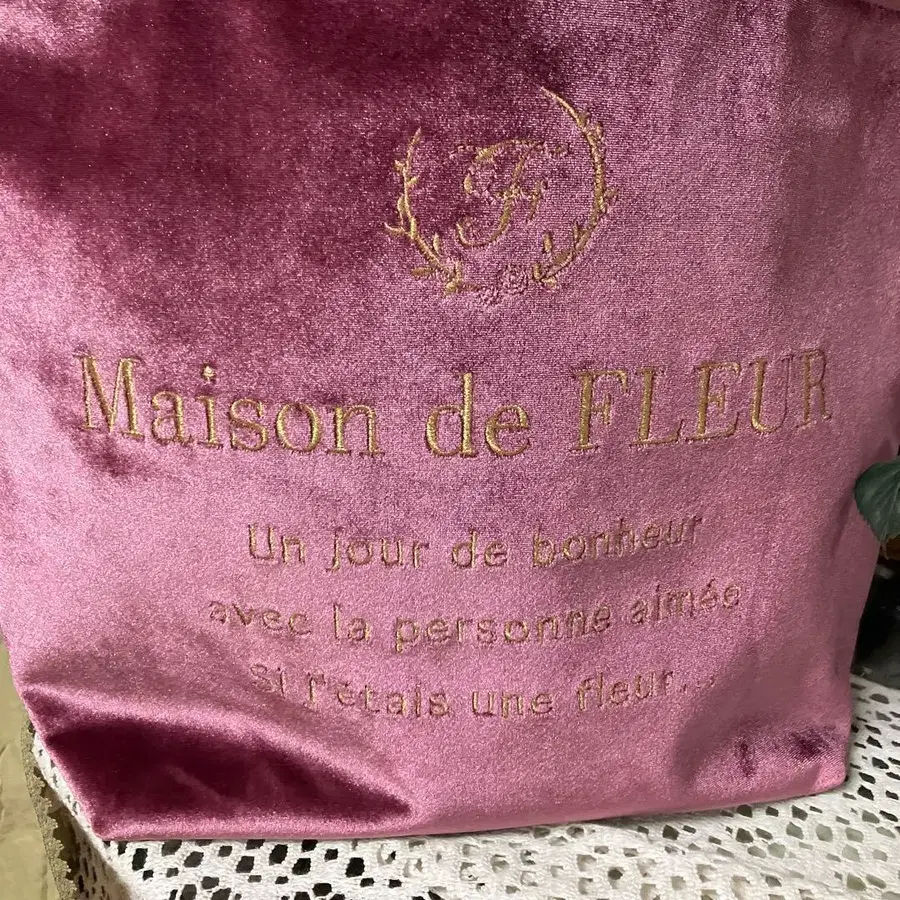 F
Maison de FLEUR
Un jour de bonheur
avec la personne aimée
Si j'étais une fleur...